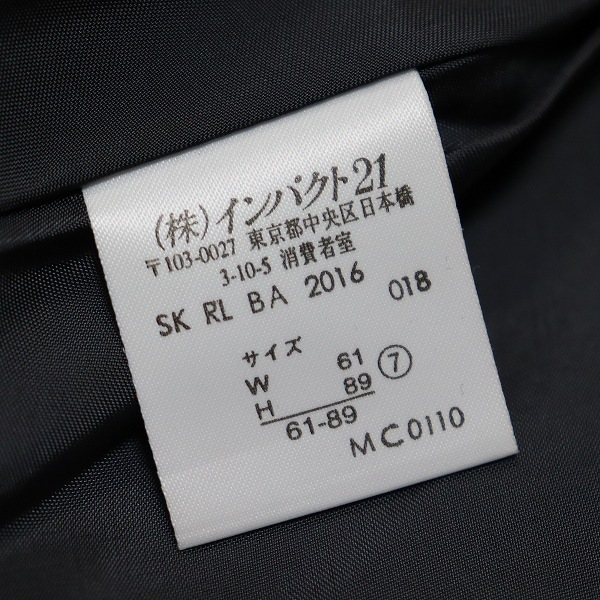 (株)インパクト21
〒103-0027 東京都中央区日本橋
3-10-5 消費者室
SK RL BA 2016 018
サイズ
W 61 ⑦
H 89
61-89
MC0110